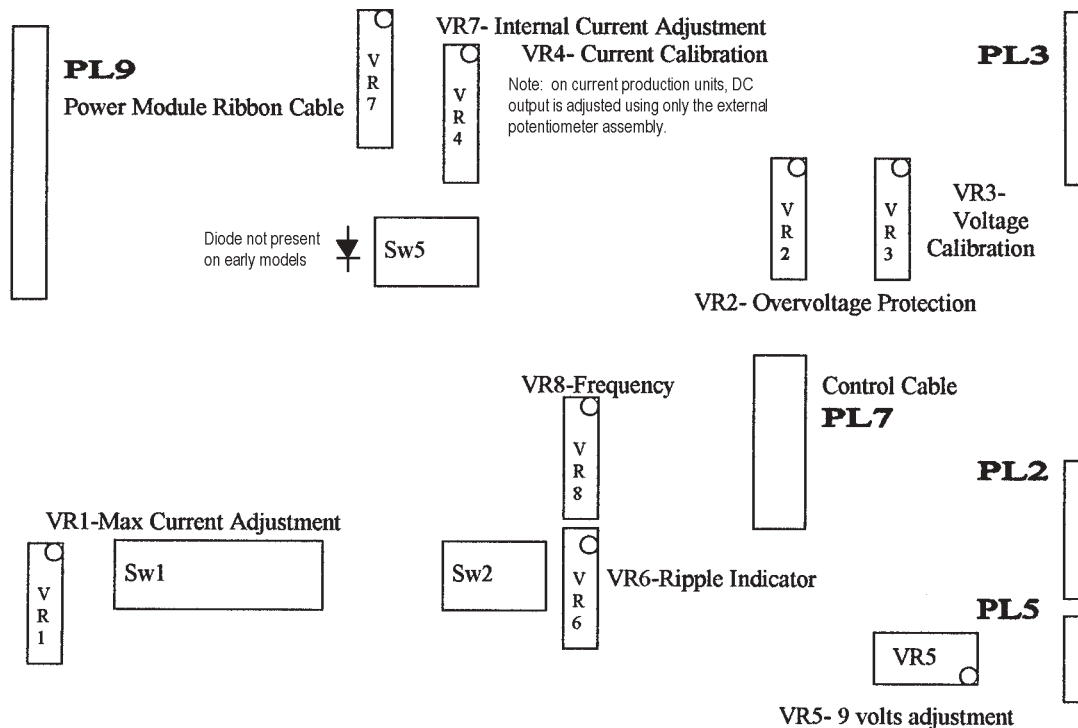 VR7- Internal Current Adjustment
VR4- Current Calibration
Note: on current production units, DC
output is adjusted using only the external
potentiometer assembly.
PL9
Power Module Ribbon Cable
V
R
7
V
R
4
PL3
V
R
2
V
R
3
VR3-
Voltage
Calibration
Diode not present
on early models
Sw5
VR2- Overvoltage Protection
VR8-Frequency
V
R
8
Control Cable
PL7
PL2
VR1-Max Current Adjustment
V
R
1
Sw1
Sw2
V
R
6
VR6-Ripple Indicator
PL5
VR5
VR5- 9 volts adjustment